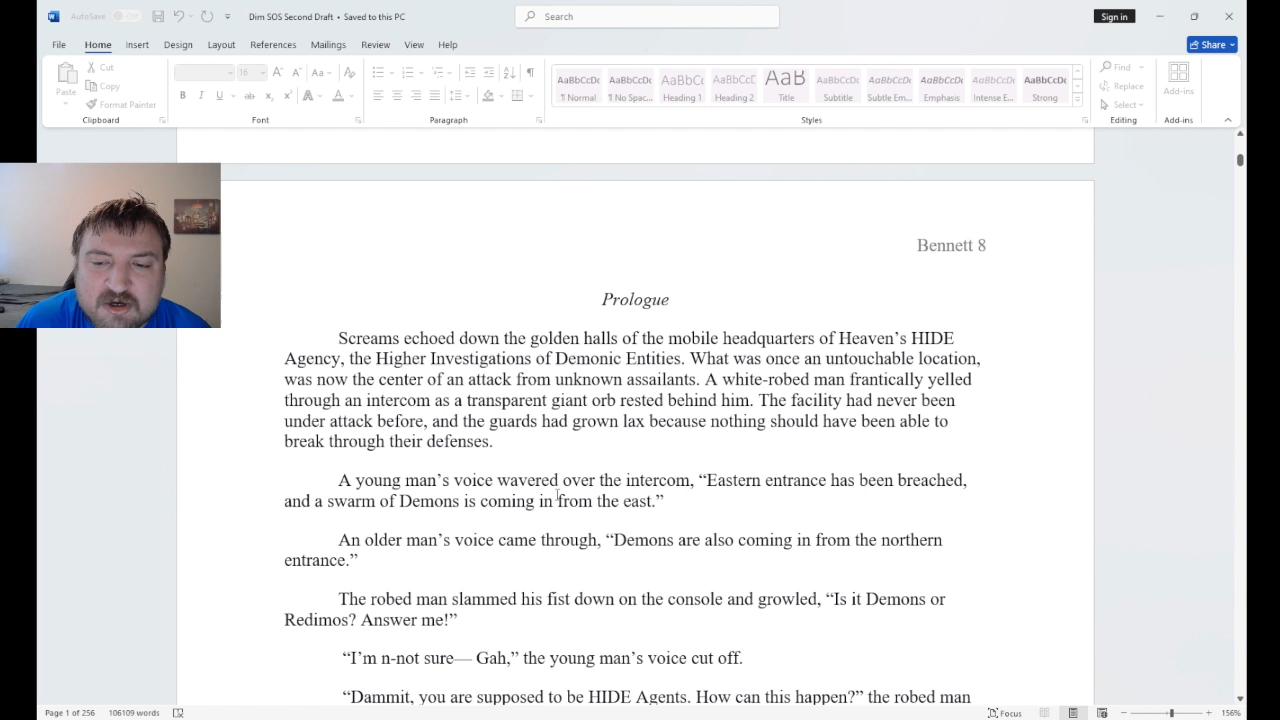 AutoSave Off Dim SOS Second Draft • Saved to this PC Search Sign in
File Home Insert Design Layout References Mailings Review View Help Share
Paste Cut Copy Format Painter
16 Aa B I U ab x₂ x² A A
AaBbCcDc AaBbCcDc AaBbCc AaBbCcE AaB AaBbCcDc AaBbCcDc AaBbCcDc AaBbCcDc AaBbCcDc
¶ Normal ¶ No Spac... Heading 1 Heading 2 Title Subtitle Subtle Em... Emphasis Intense E... Strong
Find Replace Select Add-ins
Clipboard Font Paragraph Styles Editing Add-ins
Bennett 8
Prologue
Screams echoed down the golden halls of the mobile headquarters of Heaven’s HIDE
Agency, the Higher Investigations of Demonic Entities. What was once an untouchable location,
was now the center of an attack from unknown assailants. A white-robed man frantically yelled
through an intercom as a transparent giant orb rested behind him. The facility had never been
under attack before, and the guards had grown lax because nothing should have been able to
break through their defenses.
A young man’s voice wavered over the intercom, “Eastern entrance has been breached,
and a swarm of Demons is coming in from the east.”
An older man’s voice came through, “Demons are also coming in from the northern
entrance.”
The robed man slammed his fist down on the console and growled, “Is it Demons or
Redimos? Answer me!”
“I’m n-not sure— Gah,” the young man’s voice cut off.
“Dammit, you are supposed to be HIDE Agents. How can this happen?” the robed man
Page 1 of 256 106109 words Focus 156%